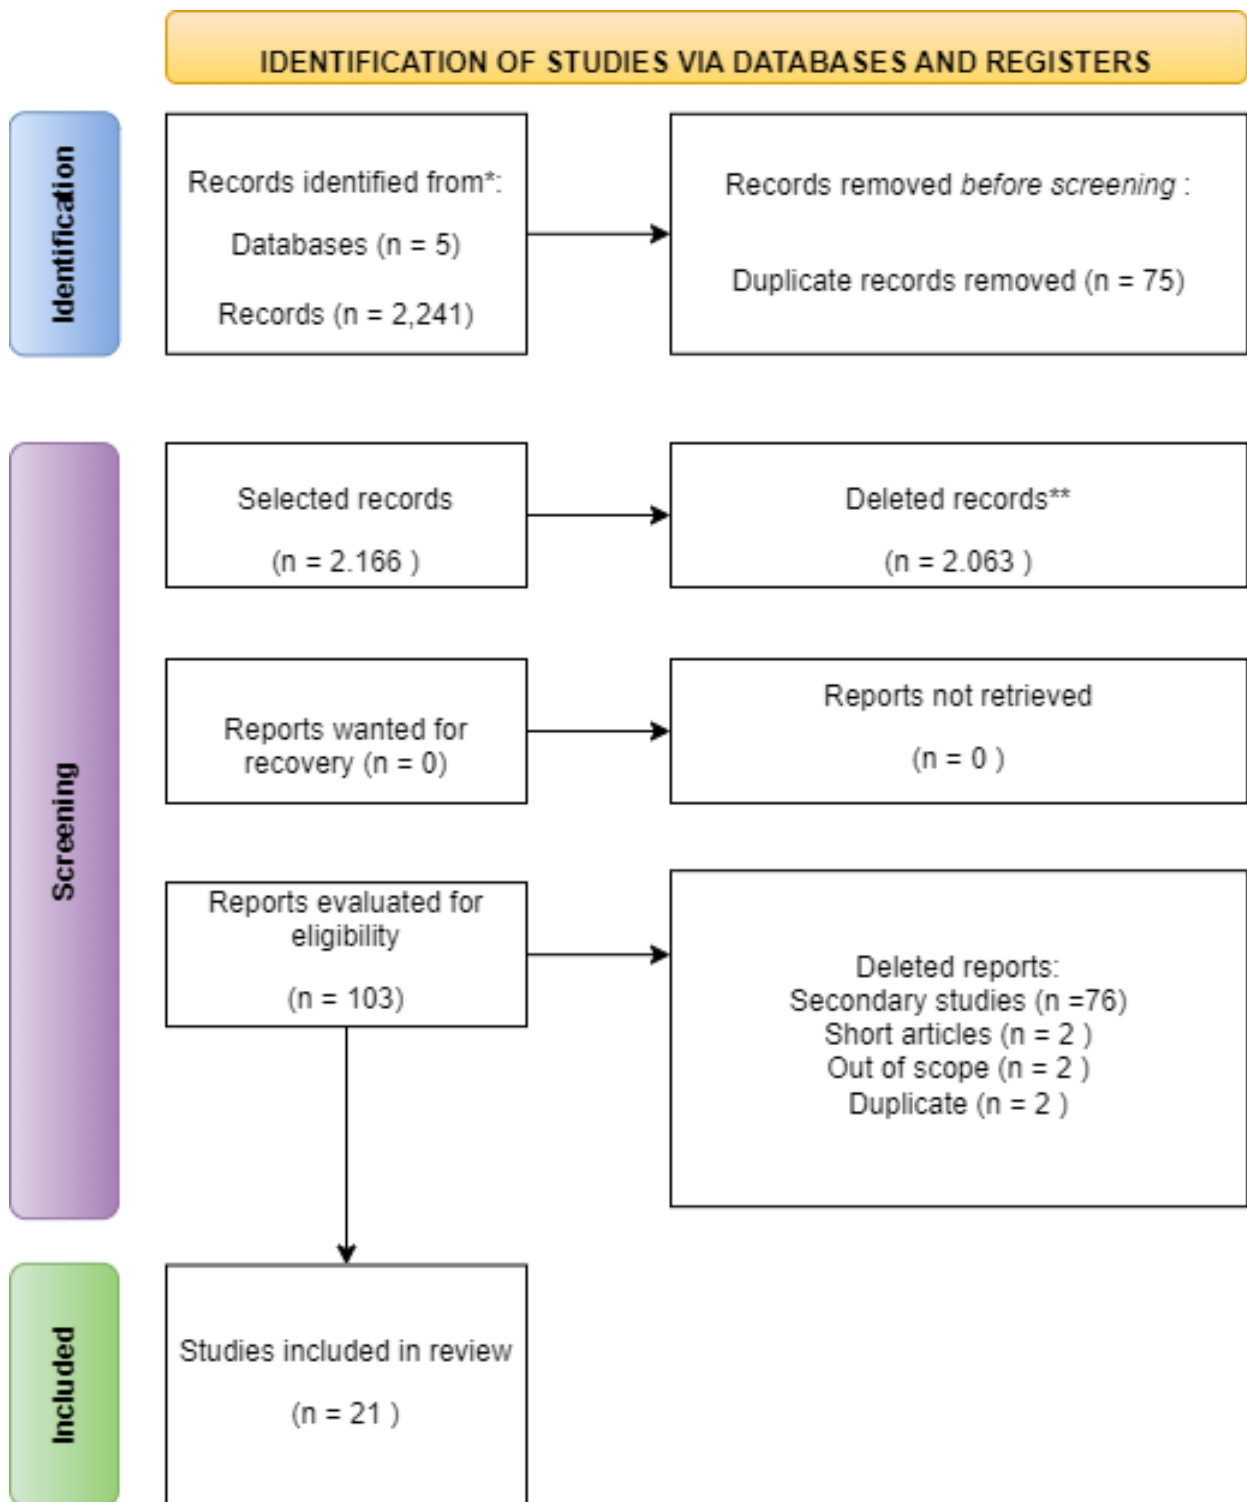 IDENTIFICATION OF STUDIES VIA DATABASES AND REGISTERS
Identification
Records identified from*:
Databases (n = 5)
Records (n = 2,241)
Records removed before screening :
Duplicate records removed (n = 75)
Screening
Selected records
(n = 2.166 )
Deleted records**
(n = 2.063 )
Reports wanted for
recovery (n = 0)
Reports not retrieved
(n = 0 )
Reports evaluated for
eligibility
(n = 103)
Deleted reports:
Secondary studies (n =76)
Short articles (n = 2 )
Out of scope (n = 2 )
Duplicate (n = 2 )
Included
Studies included in review
(n = 21 )